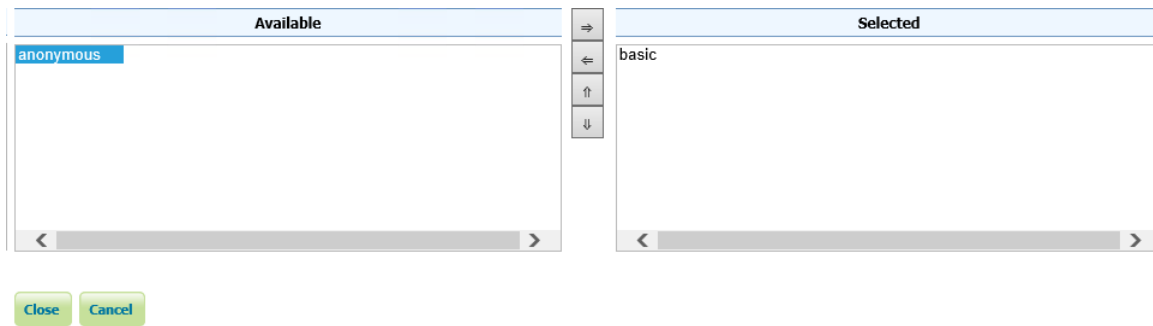 Available
Selected
anonymous
basic
⇒
⇐
⇑
⇓
Close
Cancel